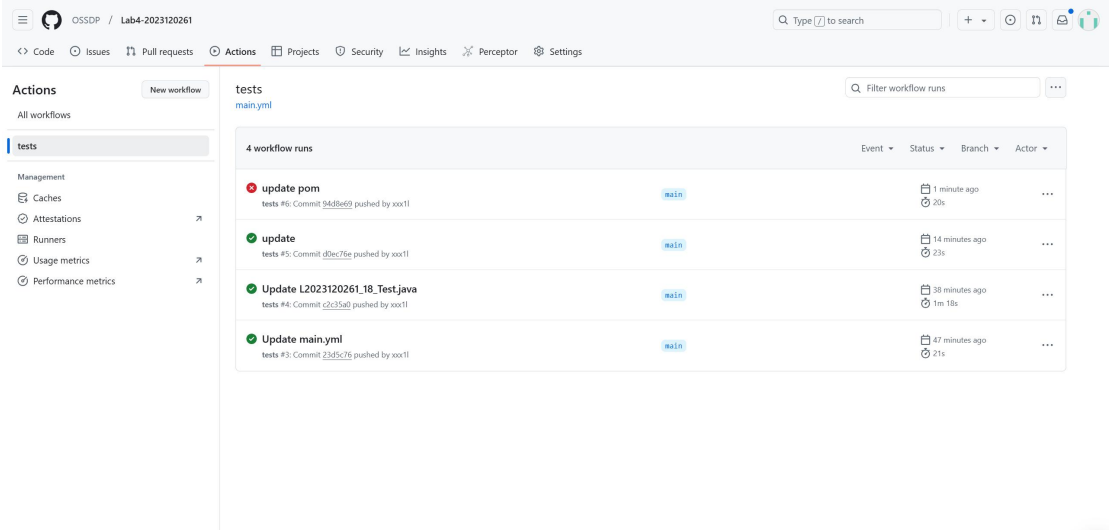 OSSDP / Lab4-2023120261
Type / to search
Code Issues Pull requests Actions Projects Security Insights Perceptor Settings
Actions
New workflow
All workflows
tests
Management
Caches
Attestations
Runners
Usage metrics
Performance metrics
tests
main.yml
Filter workflow runs
4 workflow runs
Event Status Branch Actor
update pom
tests #6: Commit 94d8e69 pushed by xxx1l
main
1 minute ago
20s
update
tests #5: Commit d0ec76e pushed by xxx1l
main
14 minutes ago
23s
Update L2023120261_18_Test.java
tests #4: Commit c2c35a0 pushed by xxx1l
main
38 minutes ago
1m 18s
Update main.yml
tests #3: Commit 23d5c76 pushed by xxx1l
main
47 minutes ago
21s